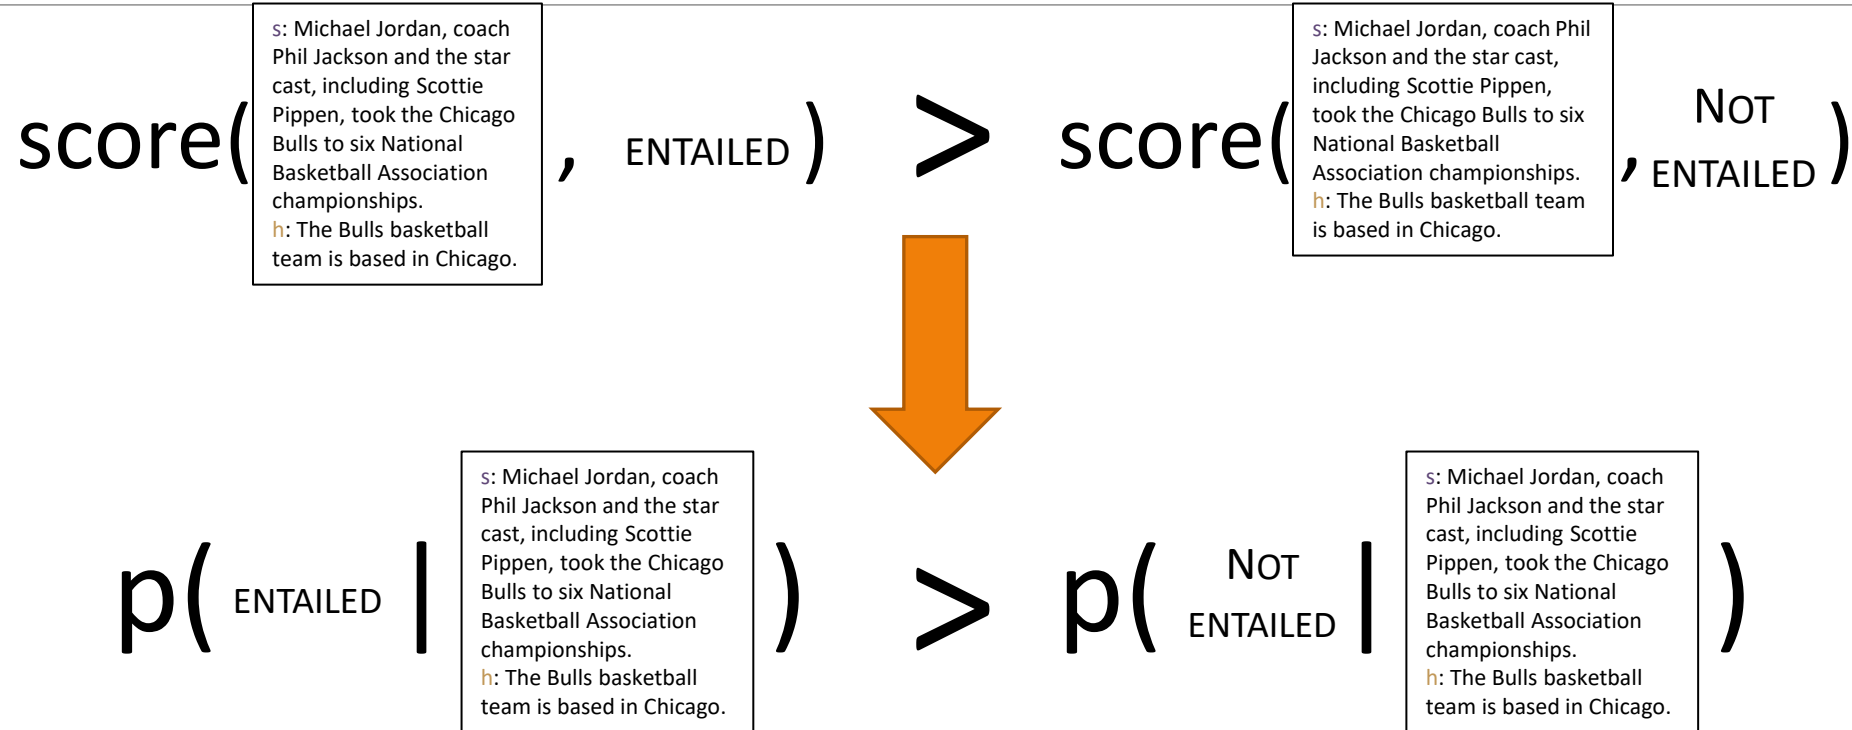 score(
s: Michael Jordan, coach
Phil Jackson and the star
cast, including Scottie
Pippen, took the Chicago
Bulls to six National
Basketball Association
championships.
h: The Bulls basketball
team is based in Chicago.
, ENTAILED )
>
score(
s: Michael Jordan, coach Phil
Jackson and the star cast,
including Scottie Pippen,
took the Chicago Bulls to six
National Basketball
Association championships.
h: The Bulls basketball team
is based in Chicago.
, NOT
ENTAILED )
p( ENTAILED |
s: Michael Jordan, coach
Phil Jackson and the star
cast, including Scottie
Pippen, took the Chicago
Bulls to six National
Basketball Association
championships.
h: The Bulls basketball
team is based in Chicago.
)
>
p( NOT
ENTAILED |
s: Michael Jordan, coach
Phil Jackson and the star
cast, including Scottie
Pippen, took the Chicago
Bulls to six National
Basketball Association
championships.
h: The Bulls basketball
team is based in Chicago.
)